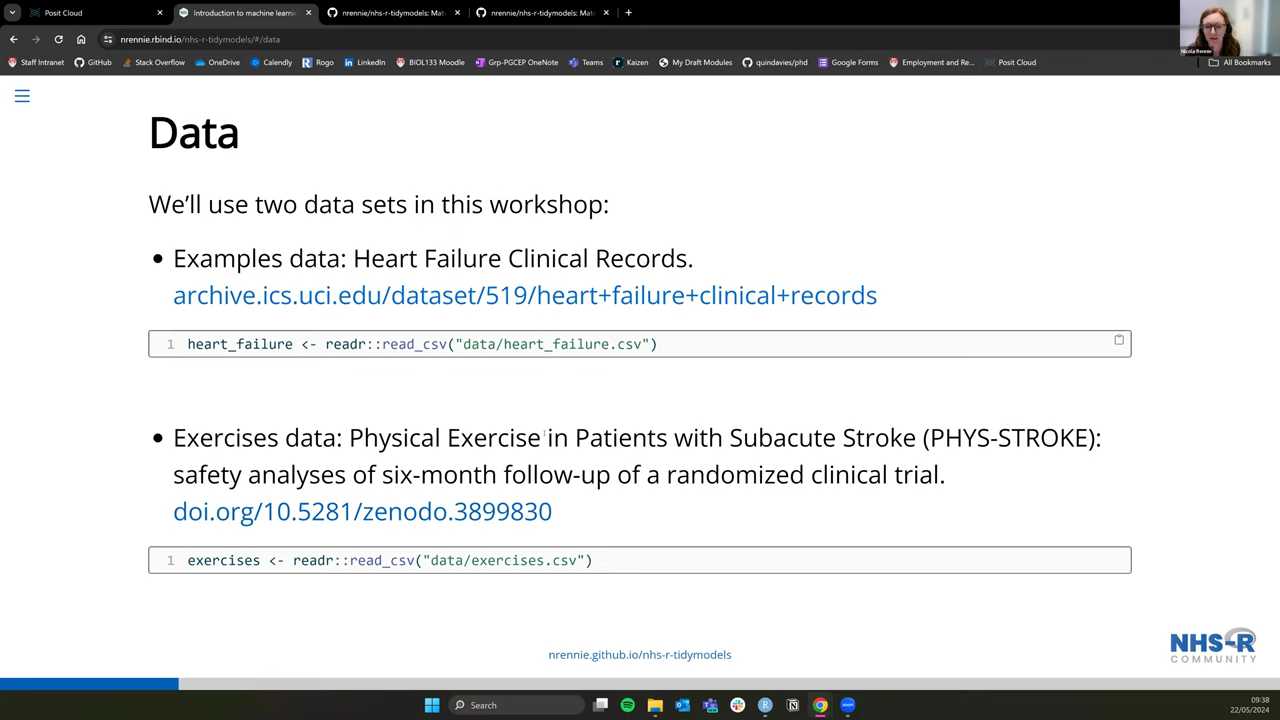 Posit Cloud
Introduction to machine learni
nrennie/nhs-r-tidymodels: Mat
nrennie/nhs-r-tidymodels: Mat
nrennie.rbind.io/nhs-r-tidymodels/#/data
Staff Intranet
GitHub
Stack Overflow
OneDrive
Calendly
Rogo
LinkedIn
BIOL133 Moodle
Grp-PGCEP OneNote
Teams
Kaizen
My Draft Modules
quindavies/phd
Google Forms
Employment and Re...
Posit Cloud
All Bookmarks
Nicola Rennie
Data
We'll use two data sets in this workshop:
• Examples data: Heart Failure Clinical Records.
archive.ics.uci.edu/dataset/519/heart+failure+clinical+records
1 heart_failure <- readr::read_csv("data/heart_failure.csv")
• Exercises data: Physical Exercise in Patients with Subacute Stroke (PHYS-STROKE):
safety analyses of six-month follow-up of a randomized clinical trial.
doi.org/10.5281/zenodo.3899830
1 exercises <- readr::read_csv("data/exercises.csv")
nrennie.github.io/nhs-r-tidymodels
NHS-R
COMMUNITY
Search
09:38
22/05/2024